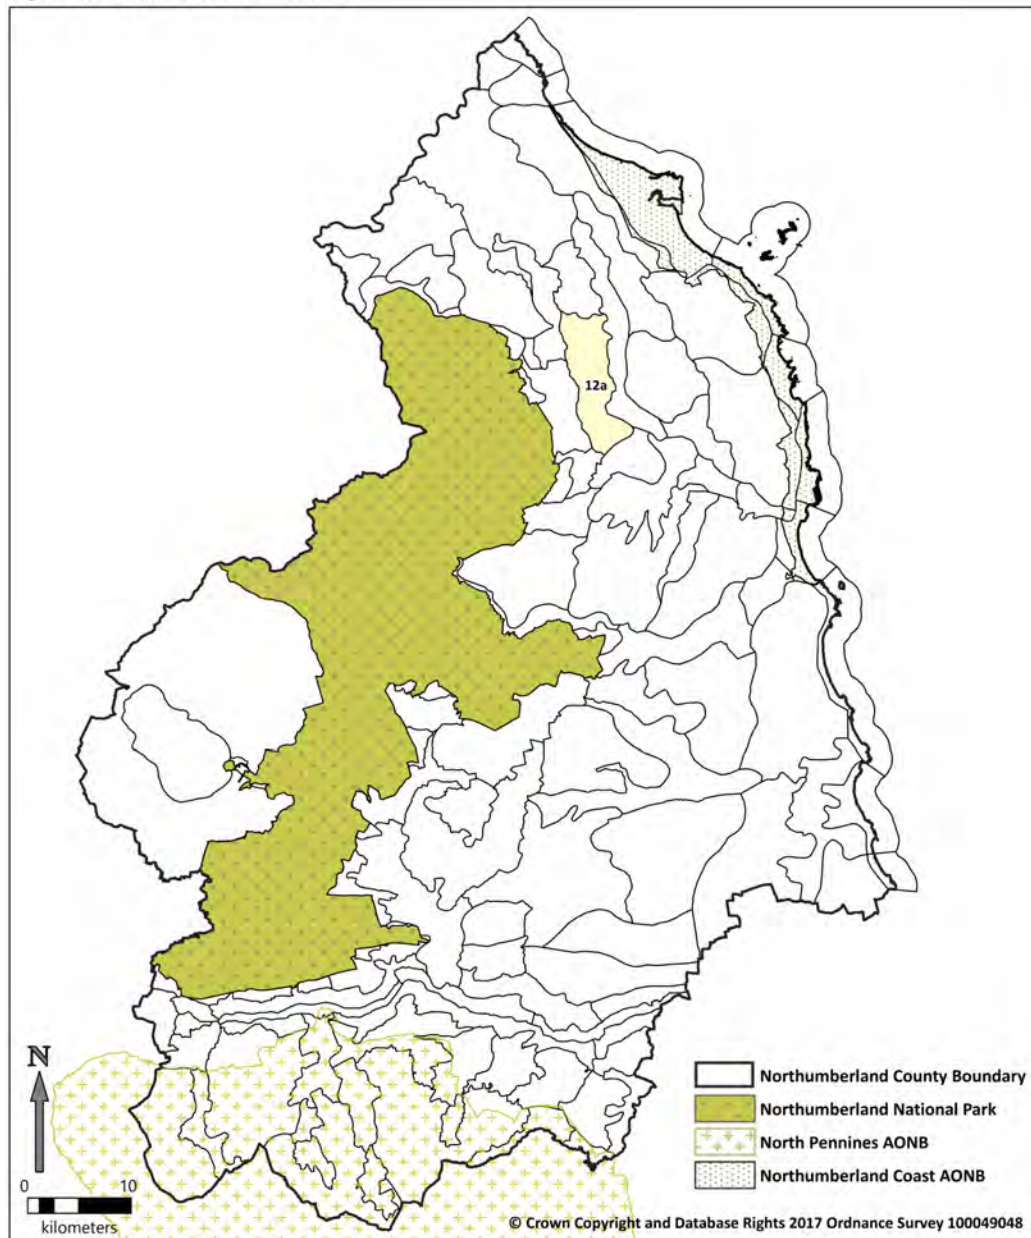 12a
N
0 10
kilometers
Northumberland County Boundary
Northumberland National Park
North Pennines AONB
Northumberland Coast AONB
© Crown Copyright and Database Rights 2017 Ordnance Survey 100049048